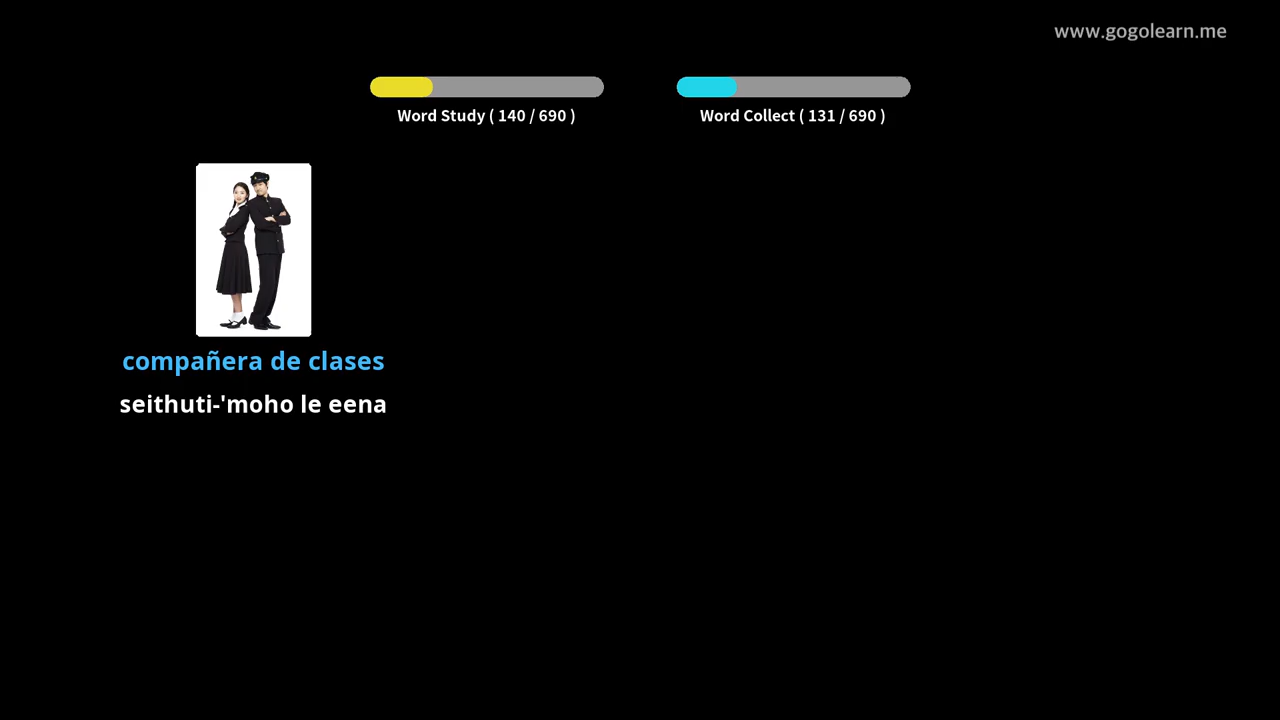 www.gogolearn.me
Word Study ( 140 / 690 )
Word Collect ( 131 / 690 )
compañera de clases
seithuti-'moho le eena